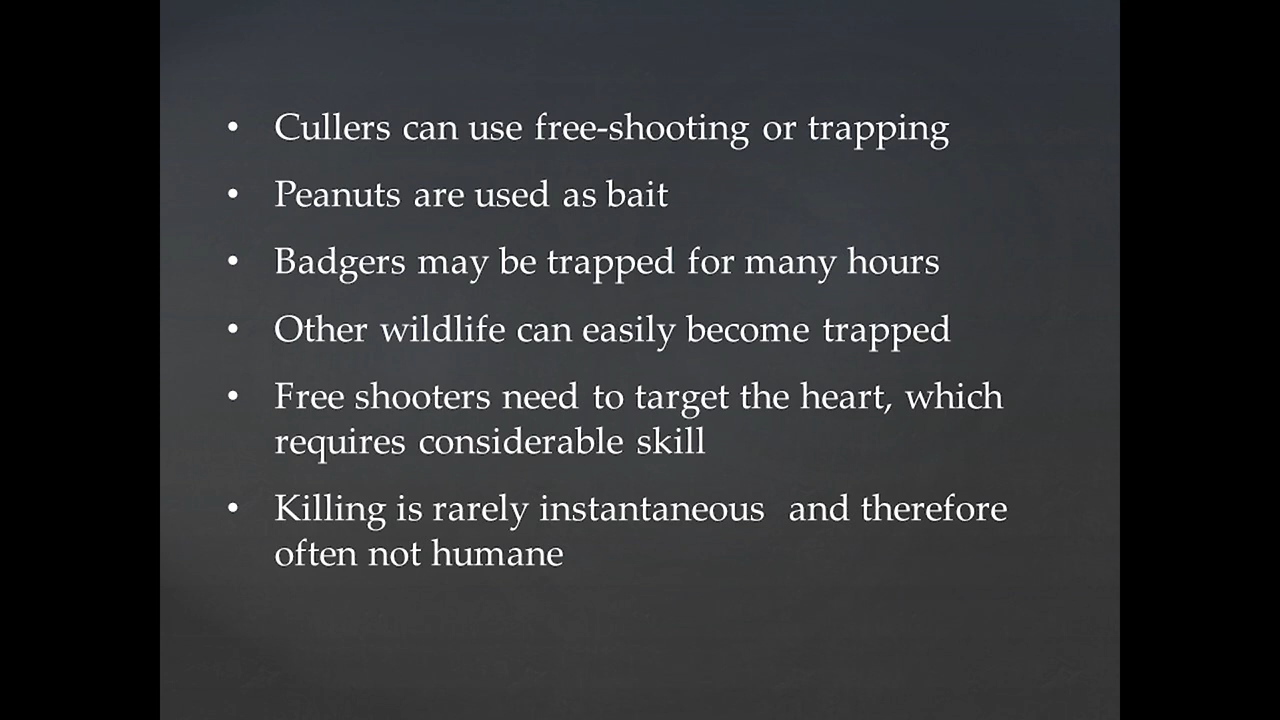 • Cullers can use free-shooting or trapping
• Peanuts are used as bait
• Badgers may be trapped for many hours
• Other wildlife can easily become trapped
• Free shooters need to target the heart, which
requires considerable skill
• Killing is rarely instantaneous  and therefore
often not humane